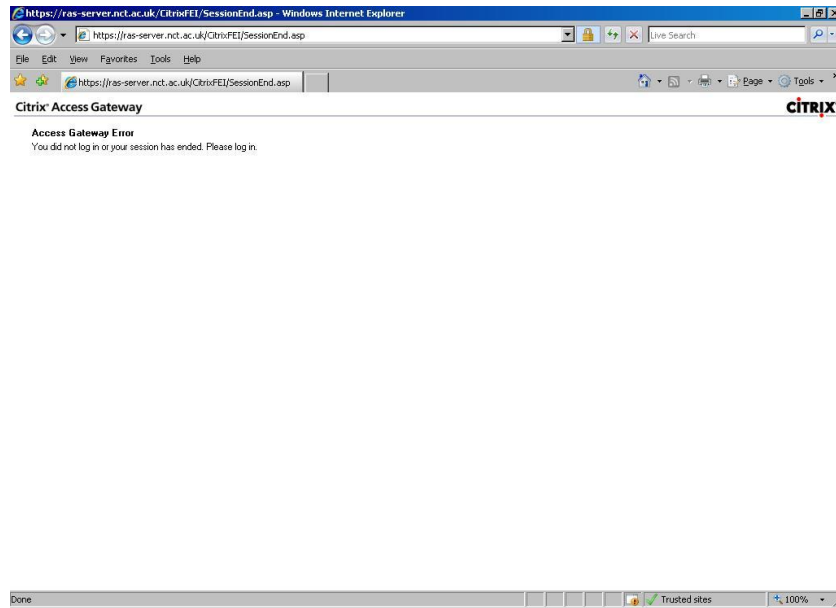 https://ras-server.nct.ac.uk/CitrixFEI/SessionEnd.asp - Windows Internet Explorer
https://ras-server.nct.ac.uk/CitrixFEI/SessionEnd.asp
Live Search
File Edit View Favorites Tools Help
https://ras-server.nct.ac.uk/CitrixFEI/SessionEnd.asp
Page Tools
Citrix® Access Gateway
CITRIX
Access Gateway Error
You did not log in or your session has ended. Please log in.
Done
Trusted sites
100%